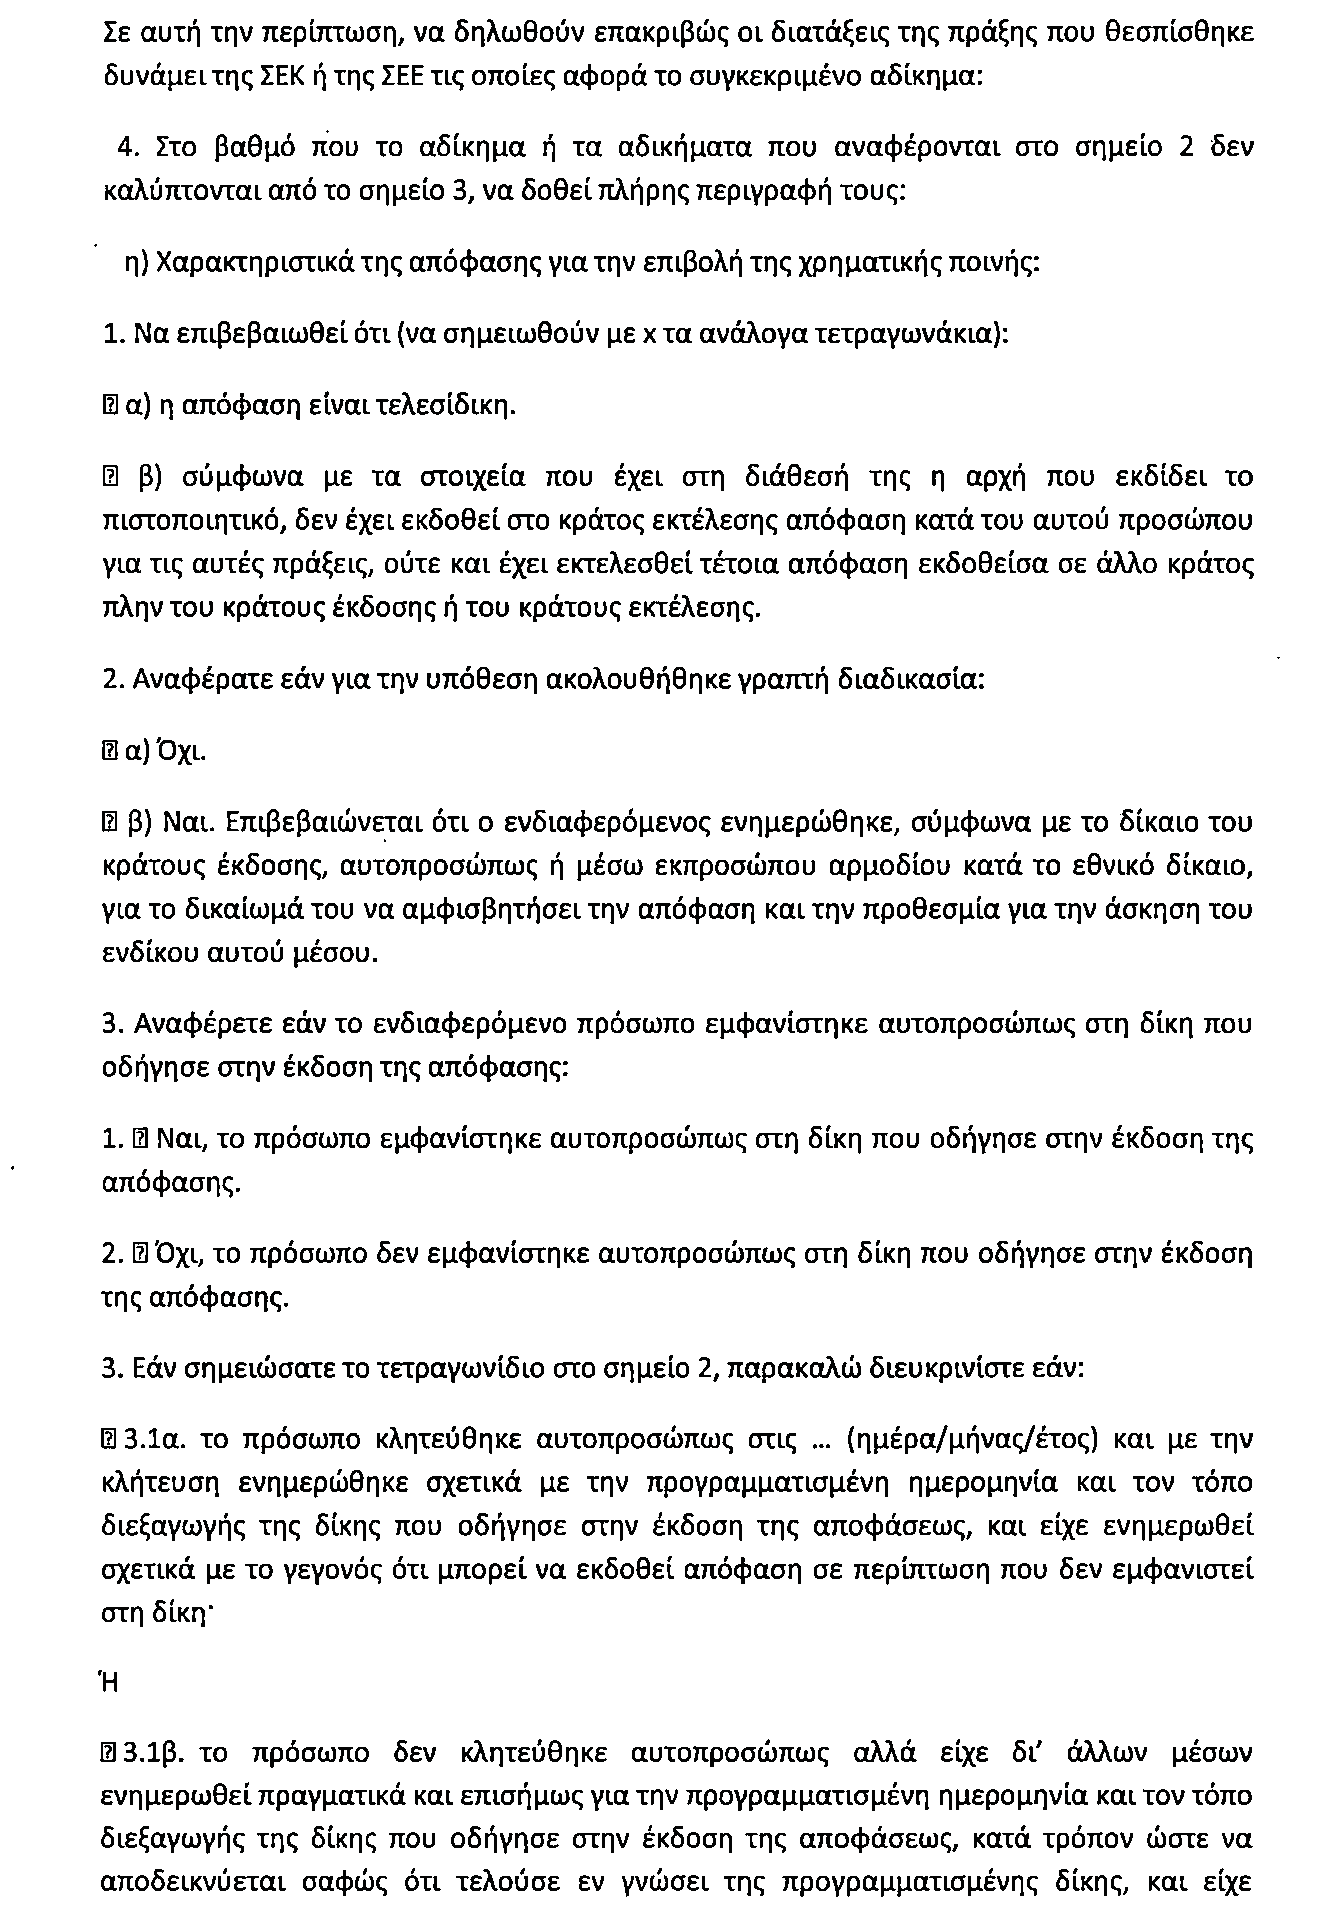 Σε αυτή την περίπτωση, να δηλωθούν επακριβώς οι διατάξεις της πράξης που θεσπίσθηκε
δυνάμει της ΣΕΚ ή της ΣΕΕ τις οποίες αφορά το συγκεκριμένο αδίκημα:
4. Στο βαθμό που το αδίκημα ή τα αδικήματα που αναφέρονται στο σημείο 2 δεν
καλύπτονται από το σημείο 3, να δοθεί πλήρης περιγραφή τους:
η) Χαρακτηριστικά της απόφασης για την επιβολή της χρηματικής ποινής:
1. Να επιβεβαιωθεί ότι (να σημειωθούν με x τα ανάλογα τετραγωνάκια):
⍰ α) η απόφαση είναι τελεσίδικη.
⍰ β) σύμφωνα με τα στοιχεία που έχει στη διάθεσή της η αρχή που εκδίδει το
πιστοποιητικό, δεν έχει εκδοθεί στο κράτος εκτέλεσης απόφαση κατά του αυτού προσώπου
για τις αυτές πράξεις, ούτε και έχει εκτελεσθεί τέτοια απόφαση εκδοθείσα σε άλλο κράτος
πλην του κράτους έκδοσης ή του κράτους εκτέλεσης.
2. Αναφέρατε εάν για την υπόθεση ακολουθήθηκε γραπτή διαδικασία:
⍰ α) Όχι.
⍰ β) Ναι. Επιβεβαιώνεται ότι ο ενδιαφερόμενος ενημερώθηκε, σύμφωνα με το δίκαιο του
κράτους έκδοσης, αυτοπροσώπως ή μέσω εκπροσώπου αρμοδίου κατά το εθνικό δίκαιο,
για το δικαίωμά του να αμφισβητήσει την απόφαση και την προθεσμία για την άσκηση του
ενδίκου αυτού μέσου.
3. Αναφέρετε εάν το ενδιαφερόμενο πρόσωπο εμφανίστηκε αυτοπροσώπως στη δίκη που
οδήγησε στην έκδοση της απόφασης:
1. ⍰ Ναι, το πρόσωπο εμφανίστηκε αυτοπροσώπως στη δίκη που οδήγησε στην έκδοση της
απόφασης.
2. ⍰ Όχι, το πρόσωπο δεν εμφανίστηκε αυτοπροσώπως στη δίκη που οδήγησε στην έκδοση
της απόφασης.
3. Εάν σημειώσατε το τετραγωνίδιο στο σημείο 2, παρακαλώ διευκρινίστε εάν:
⍰ 3.1α. το πρόσωπο κλητεύθηκε αυτοπροσώπως στις ... (ημέρα/μήνας/έτος) και με την
κλήτευση ενημερώθηκε σχετικά με την προγραμματισμένη ημερομηνία και τον τόπο
διεξαγωγής της δίκης που οδήγησε στην έκδοση της αποφάσεως, και είχε ενημερωθεί
σχετικά με το γεγονός ότι μπορεί να εκδοθεί απόφαση σε περίπτωση που δεν εμφανιστεί
στη δίκη·
Ή
⍰ 3.1β. το πρόσωπο δεν κλητεύθηκε αυτοπροσώπως αλλά είχε δι’ άλλων μέσων
ενημερωθεί πραγματικά και επισήμως για την προγραμματισμένη ημερομηνία και τον τόπο
διεξαγωγής της δίκης που οδήγησε στην έκδοση της αποφάσεως, κατά τρόπον ώστε να
αποδεικνύεται σαφώς ότι τελούσε εν γνώσει της προγραμματισμένης δίκης, και είχε